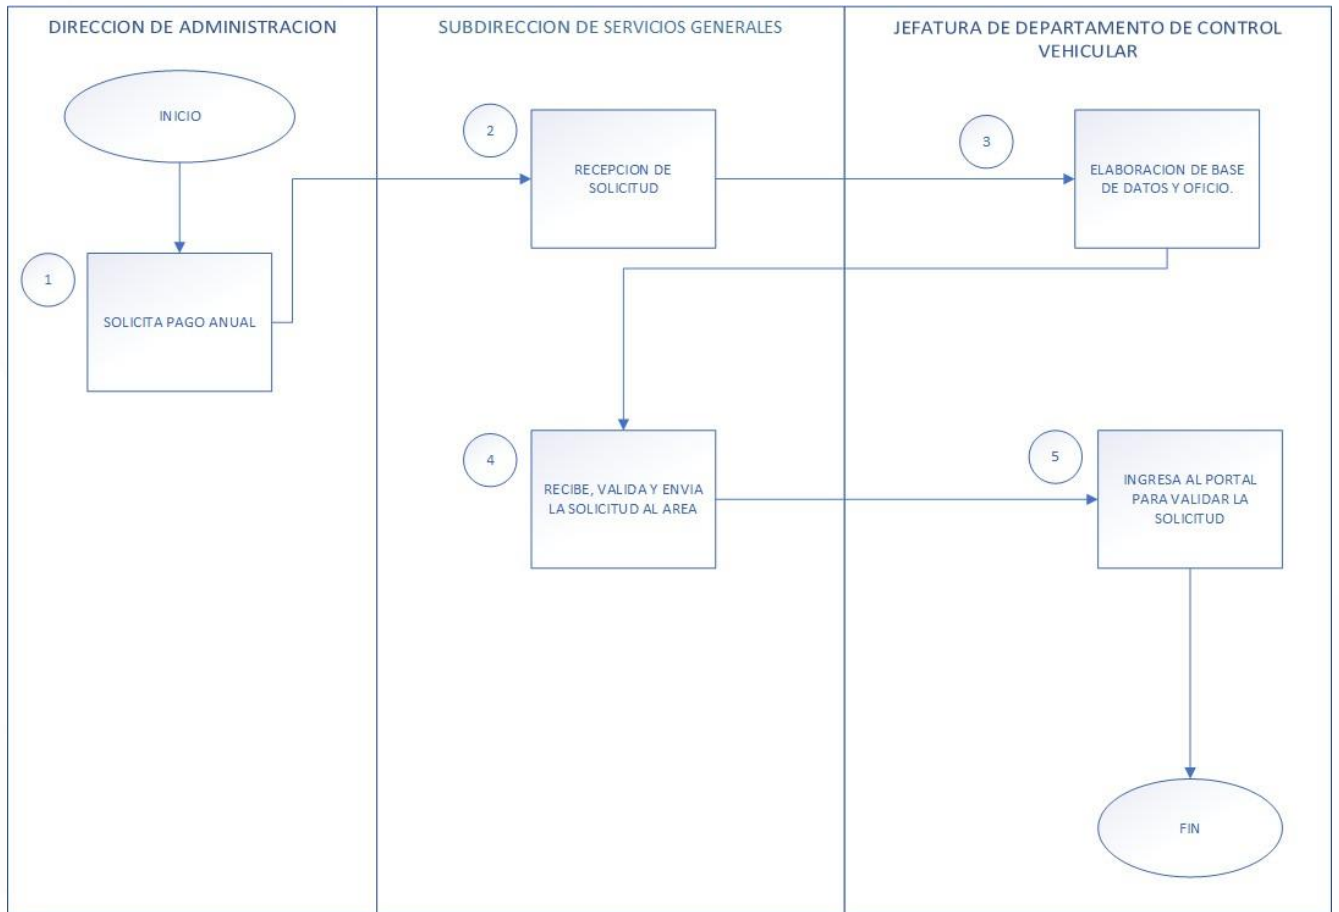 DIRECCION DE ADMINISTRACION
SUBDIRECCION DE SERVICIOS GENERALES
JEFATURA DE DEPARTAMENTO DE CONTROL
VEHICULAR
INICIO
1
SOLICITA PAGO ANUAL
2
RECEPCION DE
SOLICITUD
3
ELABORACION DE BASE
DE DATOS Y OFICIO.
4
RECIBE, VALIDA Y ENVIA
LA SOLICITUD AL AREA
5
INGRESA AL PORTAL
PARA VALIDAR LA
SOLICITUD
FIN